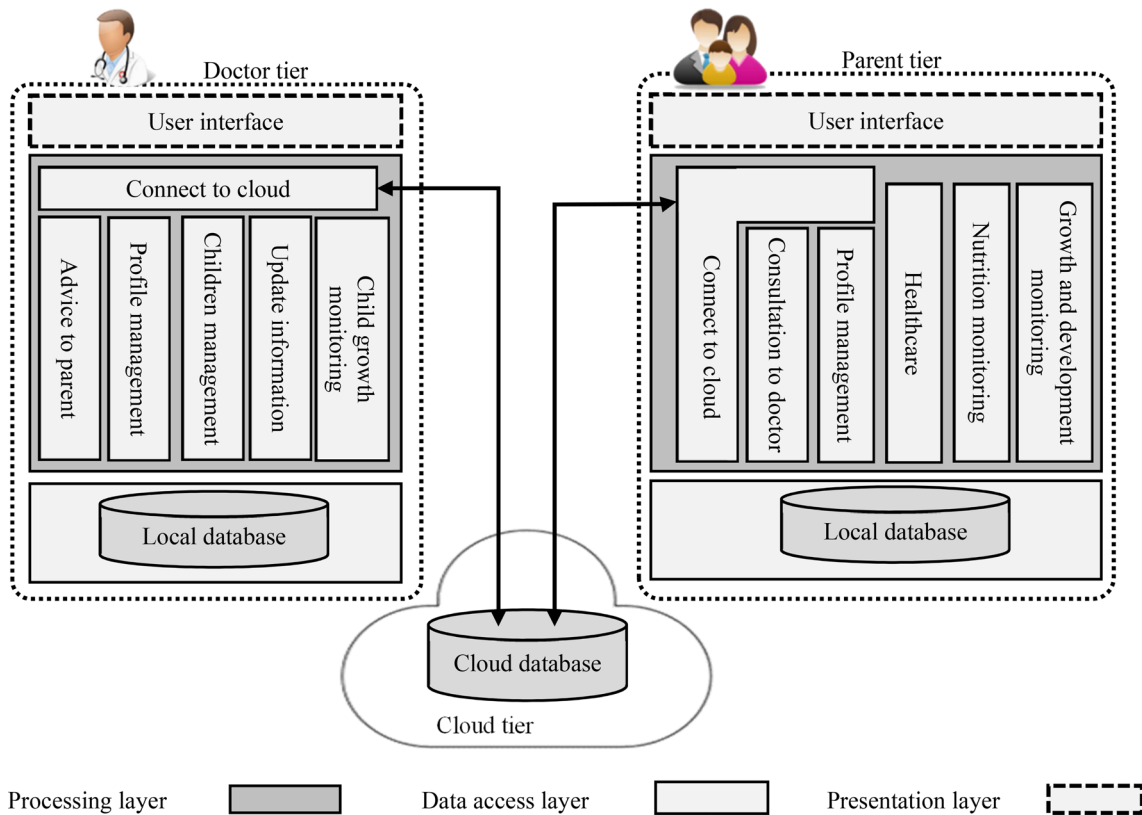 Doctor tier
User interface
Connect to cloud
Advice to parent
Profile management
Children management
Update information
Child growth
monitoring
Local database
Parent tier
User interface
Connect to cloud
Consultation to doctor
Profile management
Healthcare
Nutrition monitoring
Growth and development
monitoring
Local database
Cloud database
Cloud tier
Processing layer
Data access layer
Presentation layer